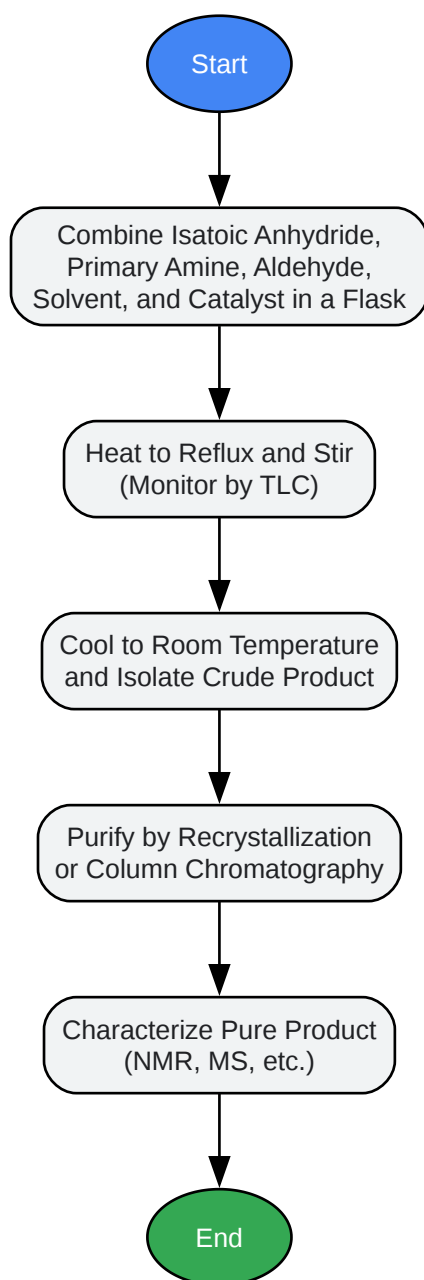 Start
Combine Isatoic Anhydride,
Primary Amine, Aldehyde,
Solvent, and Catalyst in a Flask
Heat to Reflux and Stir
(Monitor by TLC)
Cool to Room Temperature
and Isolate Crude Product
Purify by Recrystallization
or Column Chromatography
Characterize Pure Product
(NMR, MS, etc.)
End